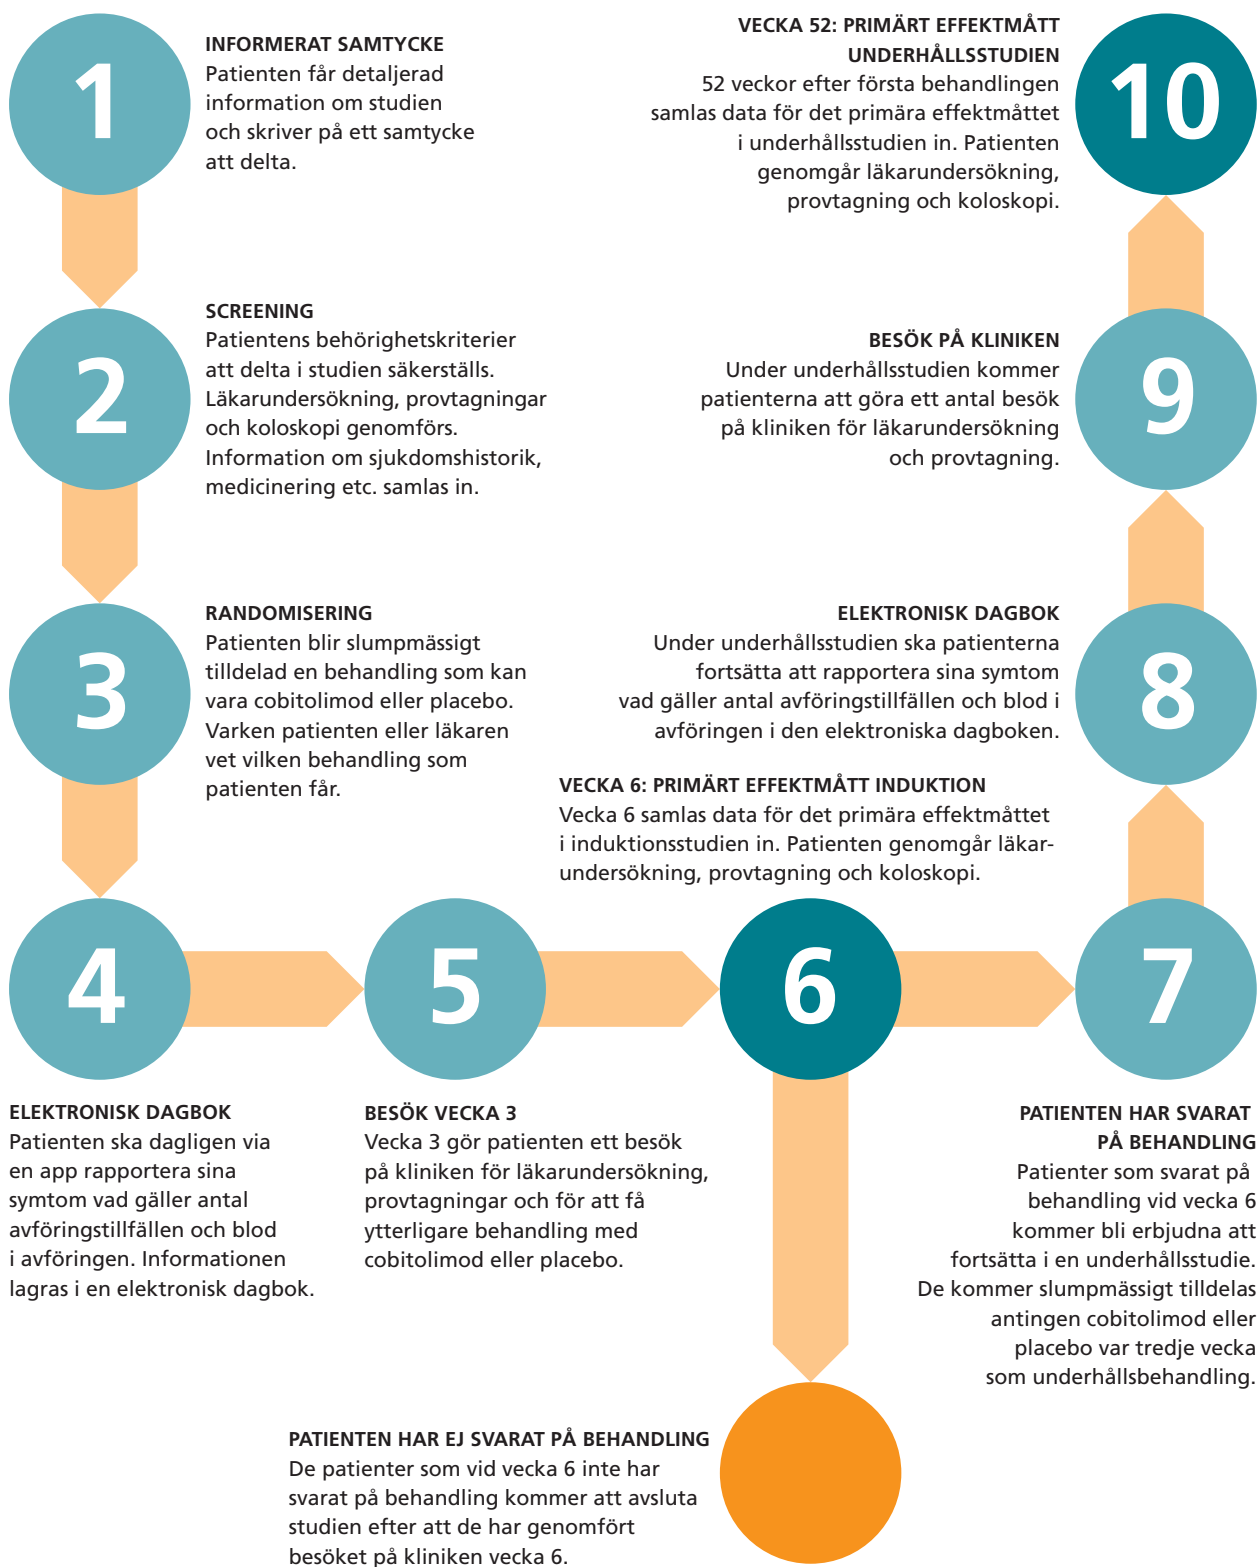 1
INFORMERAT SAMTYCKE
Patienten får detaljerad
information om studien
och skriver på ett samtycke
att delta.
2
SCREENING
Patientens behörighetskriterier
att delta i studien säkerställs.
Läkarundersökning, provtagningar
och koloskopi genomförs.
Information om sjukdomshistorik,
medicinering etc. samlas in.
3
RANDOMISERING
Patienten blir slumpmässigt
tilldelad en behandling som kan
vara cobitolimod eller placebo.
Varken patienten eller läkaren
vet vilken behandling som
patienten får.
4
ELEKTRONISK DAGBOK
Patienten ska dagligen via
en app rapportera sina
symtom vad gäller antal
avföringstillfällen och blod
i avföringen. Informationen
lagras i en elektronisk dagbok.
5
BESÖK VECKA 3
Vecka 3 gör patienten ett besök
på kliniken för läkarundersökning,
provtagningar och för att få
ytterligare behandling med
cobitolimod eller placebo.
VECKA 6: PRIMÄRT EFFEKTMÅTT INDUKTION
Vecka 6 samlas data för det primära effektmåttet
i induktionsstudien in. Patienten genomgår läkar-
undersökning, provtagning och koloskopi.
6
PATIENTEN HAR EJ SVARAT PÅ BEHANDLING
De patienter som vid vecka 6 inte har
svarat på behandling kommer att avsluta
studien efter att de har genomfört
besöket på kliniken vecka 6.
7
PATIENTEN HAR SVARAT
PÅ BEHANDLING
Patienter som svarat på
behandling vid vecka 6
kommer bli erbjudna att
fortsätta i en underhållsstudie.
De kommer slumpmässigt tilldelas
antingen cobitolimod eller
placebo var tredje vecka
som underhållsbehandling.
8
ELEKTRONISK DAGBOK
Under underhållsstudien ska patienterna
fortsätta att rapportera sina symtom
vad gäller antal avföringstillfällen och blod i
avföringen i den elektroniska dagboken.
9
BESÖK PÅ KLINIKEN
Under underhållsstudien kommer
patienterna att göra ett antal besök
på kliniken för läkarundersökning
och provtagning.
10
VECKA 52: PRIMÄRT EFFEKTMÅTT
UNDERHÅLLSSTUDIEN
52 veckor efter första behandlingen
samlas data för det primära effektmåttet
i underhållsstudien in. Patienten
genomgår läkarundersökning,
provtagning och koloskopi.